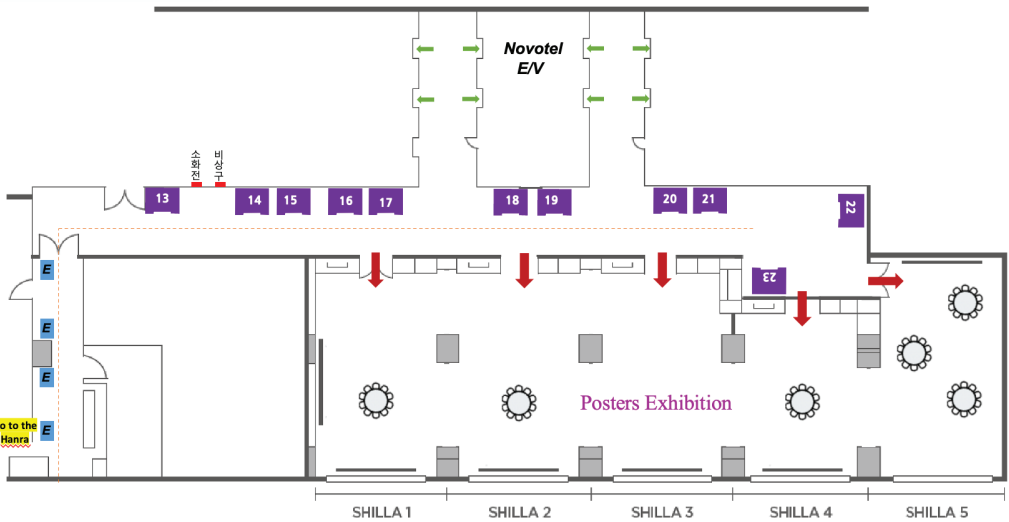 Novotel
E/V
소화전
비상구
13
14
15
16
17
18
19
20
21
22
23
E
E
E
E
o to the
Hanra
Posters Exhibition
SHILLA 1
SHILLA 2
SHILLA 3
SHILLA 4
SHILLA 5